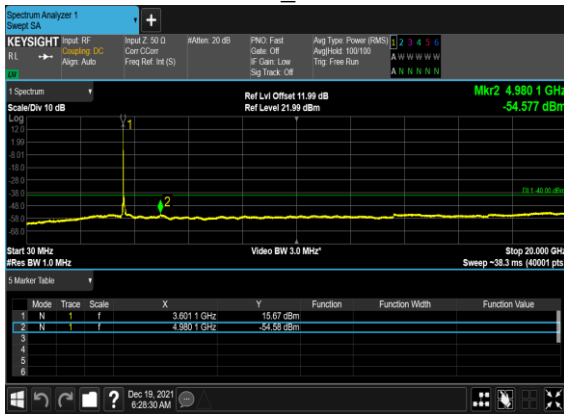 Spectrum Analyzer 1
Swept SA
+
KEYSIGHT
Input: RF
Coupling: DC
Align: Auto
RL
LXI
Input Z: 50 Ω
Corr CCorr
Freq Ref: Int (S)
#Atten: 20 dB
PNO: Fast
Gate: Off
IF Gain: Low
Sig Track: Off
Avg Type: Power (RMS)
Avg|Hold: 100/100
Trig: Free Run
1 2 3 4 5 6
A W W W W W
A N N N N N
1 Spectrum
Scale/Div 10 dB
Ref Lvl Offset 11.99 dB
Ref Level 21.99 dBm
Mkr2 4.980 1 GHz
-54.577 dBm
Log
12.0
1.99
-8.01
-18.0
-28.0
-38.0
-48.0
-58.0
-68.0
1
2
DL1 -40.00 dBm
Start 30 MHz
#Res BW 1.0 MHz
Video BW 3.0 MHz*
Stop 20.000 GHz
Sweep ~38.3 ms (40001 pts)
5 Marker Table
Mode Trace Scale X Y Function Function Width Function Value
1 N 1 f 3.601 1 GHz 15.67 dBm
2 N 1 f 4.980 1 GHz -54.58 dBm
3
4
5
6
?
Dec 19, 2021
6:28:30 AM